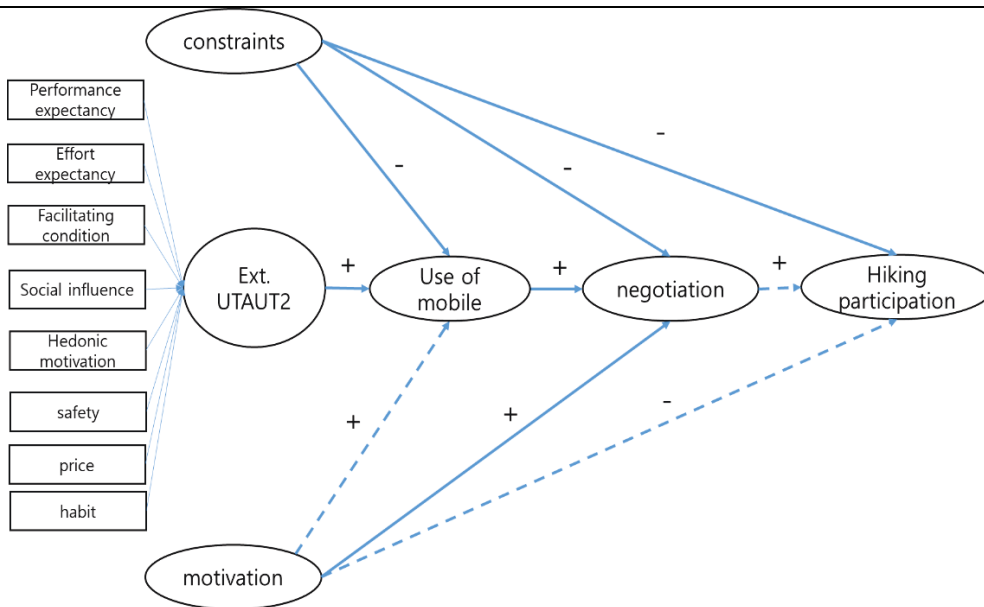 constraints
Performance
expectancy
Effort
expectancy
Facilitating
condition
Social influence
Hedonic
motivation
safety
price
habit
Ext.
UTAUT2
+
Use of
mobile
+
negotiation
+
Hiking
participation
-
-
-
+
+
-
motivation